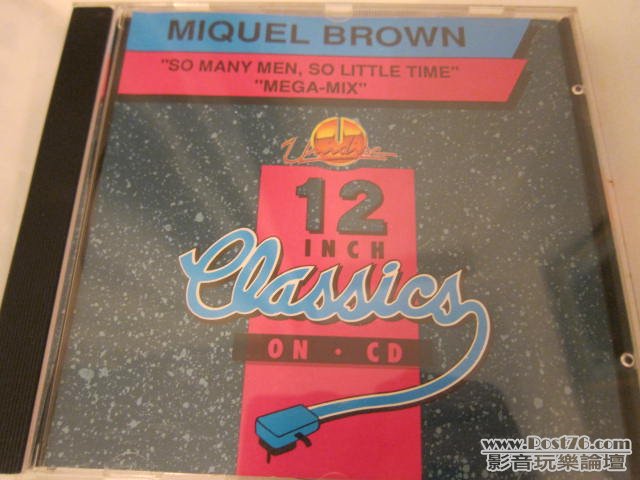 MIQUEL BROWN
"SO MANY MEN, SO LITTLE TIME"
"MEGA-MIX"
Unidisc
12
INCH
Classics
ON · CD
www.Post76.com
影音玩樂論壇